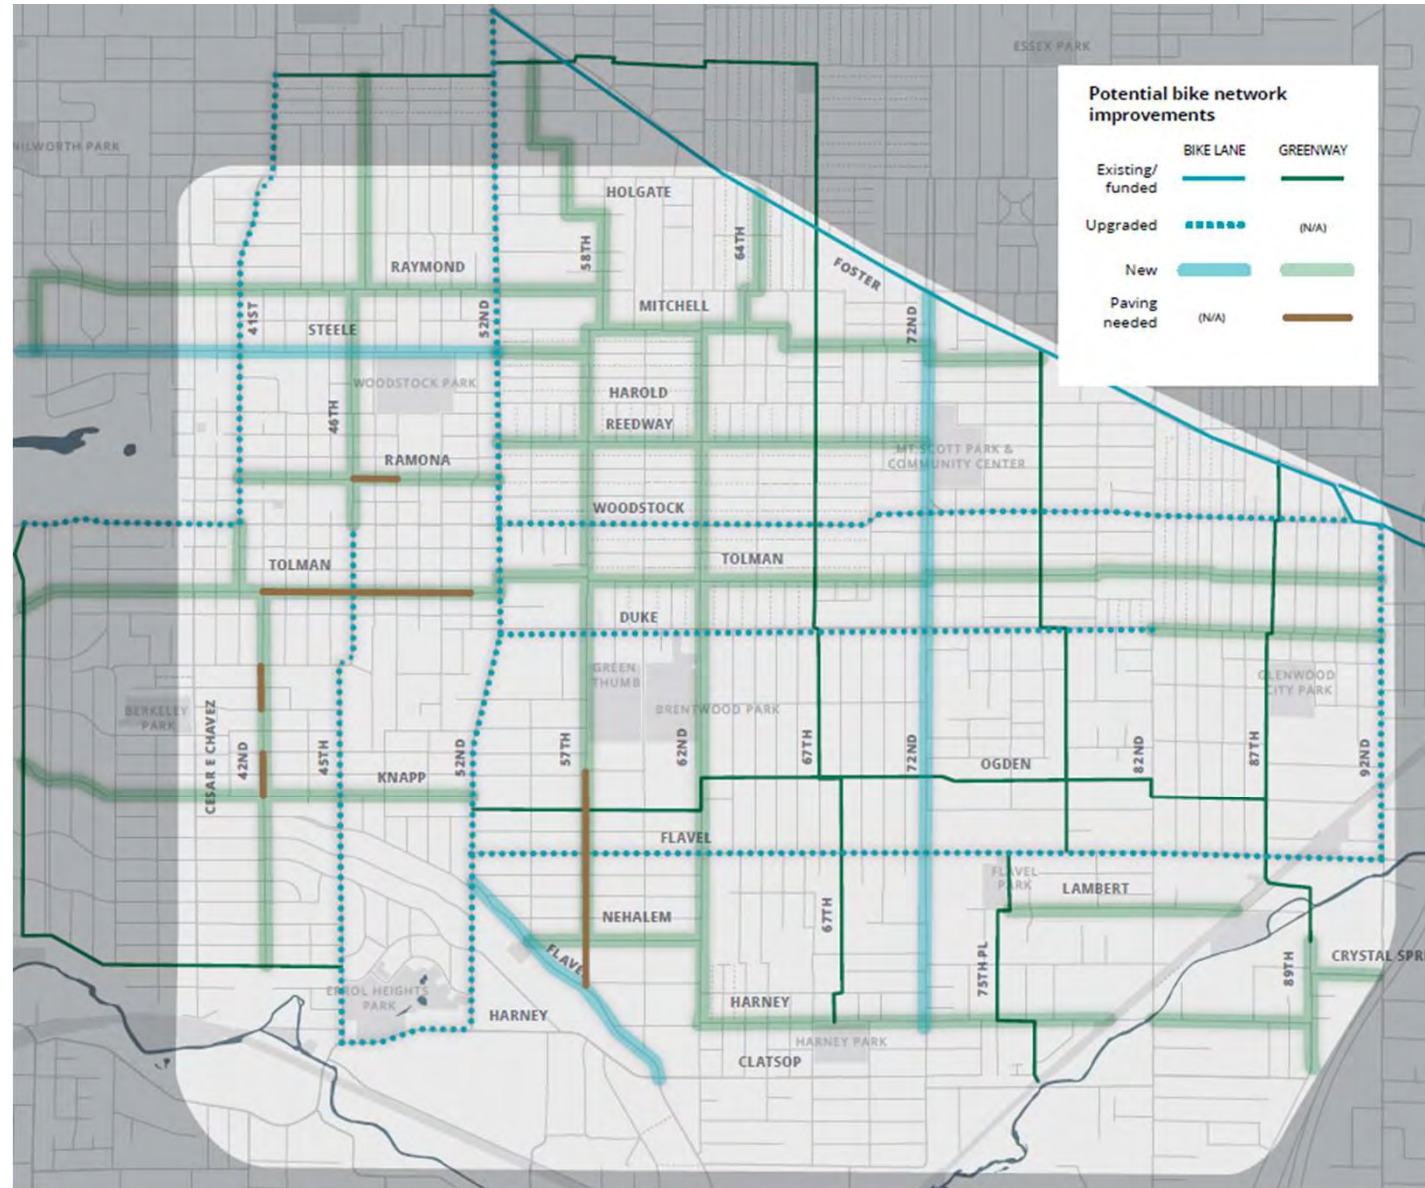 ESSEX PARK
Potential bike network
improvements
BIKE LANE
GREENWAY
Existing/
funded
Upgraded
(N/A)
New
Paving
needed
(N/A)
NILWORTH PARK
HOLGATE
58TH
64TH
RAYMOND
FOSTER
MITCHELL
41ST
STEELE
52ND
72ND
WOODSTOCK PARK
HAROLD
46TH
REEDWAY
RAMONA
MT SCOTT PARK &
COMMUNITY CENTER
WOODSTOCK
TOLMAN
TOLMAN
DUKE
GREEN
THUMB
GLENWOOD
CITY PARK
BERKELEY
PARK
BRENTWOOD PARK
CESAR E CHAVEZ
42ND
45TH
52ND
57TH
62ND
67TH
72ND
82ND
87TH
92ND
KNAPP
OGDEN
FLAVEL
FLAVEL
PARK
LAMBERT
NEHALEM
67TH
FLAVEL
75TH PL
89TH
CRYSTAL SPRI
ERROL HEIGHTS
PARK
HARNEY
HARNEY
HARNEY PARK
CLATSOP